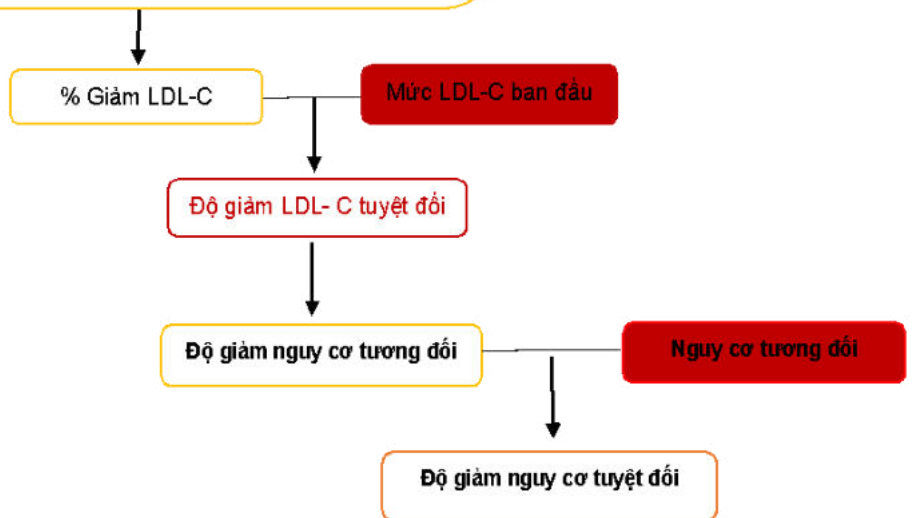 % Giảm LDL-C
Mức LDL-C ban đầu
Độ giảm LDL- C tuyệt đối
Độ giảm nguy cơ tương đối
Nguy cơ tương đối
Độ giảm nguy cơ tuyệt đối